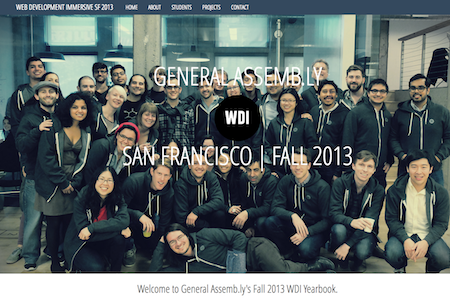 WEB DEVELOPMENT IMMERSIVE SF 2013 HOME ABOUT STUDENTS PROJECTS CONTACT
GENERAL ASSEMB.LY
WDI
SAN FRANCISCO | FALL 2013
Welcome to General Assemb.ly's Fall 2013 WDI Yearbook.